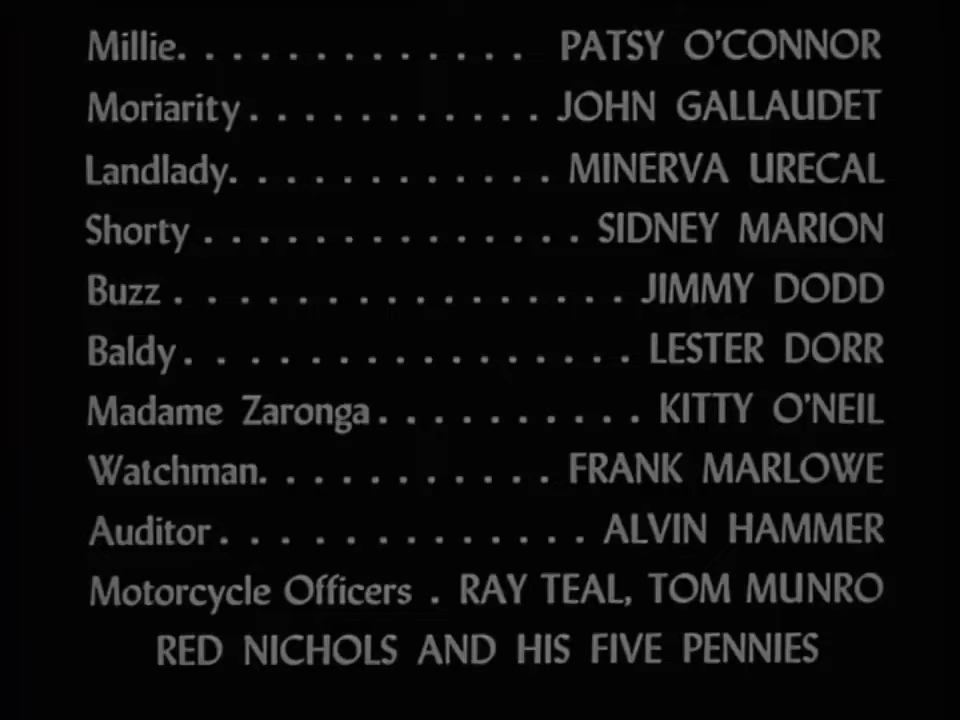 Millie. . . . . . . . . . . . . PATSY O'CONNOR
Moriarity . . . . . . . . . . . JOHN GALLAUDET
Landlady. . . . . . . . . . . . MINERVA URECAL
Shorty . . . . . . . . . . . . . . SIDNEY MARION
Buzz . . . . . . . . . . . . . . . . . JIMMY DODD
Baldy . . . . . . . . . . . . . . . . LESTER DORR
Madame Zaronga . . . . . . . . . . KITTY O'NEIL
Watchman. . . . . . . . . . . FRANK MARLOWE
Auditor . . . . . . . . . . . . . ALVIN HAMMER
Motorcycle Officers . RAY TEAL, TOM MUNRO
RED NICHOLS AND HIS FIVE PENNIES